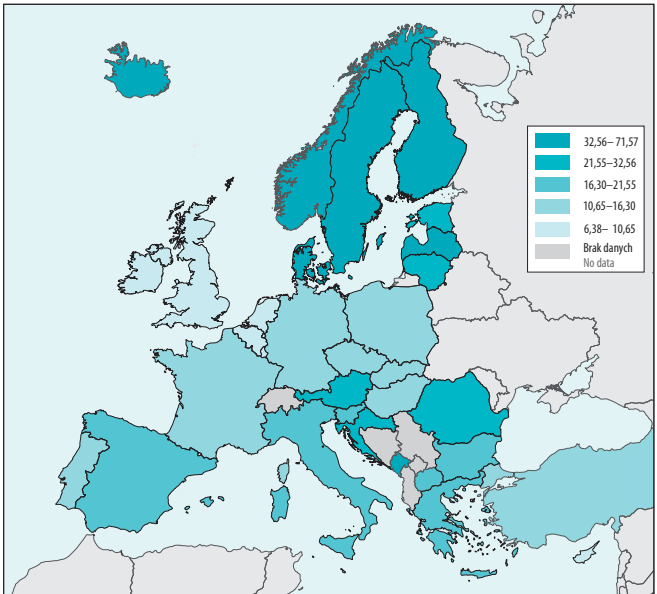 32,56– 71,57
21,55–32,56
16,30–21,55
10,65–16,30
6,38– 10,65
Brak danych
No data